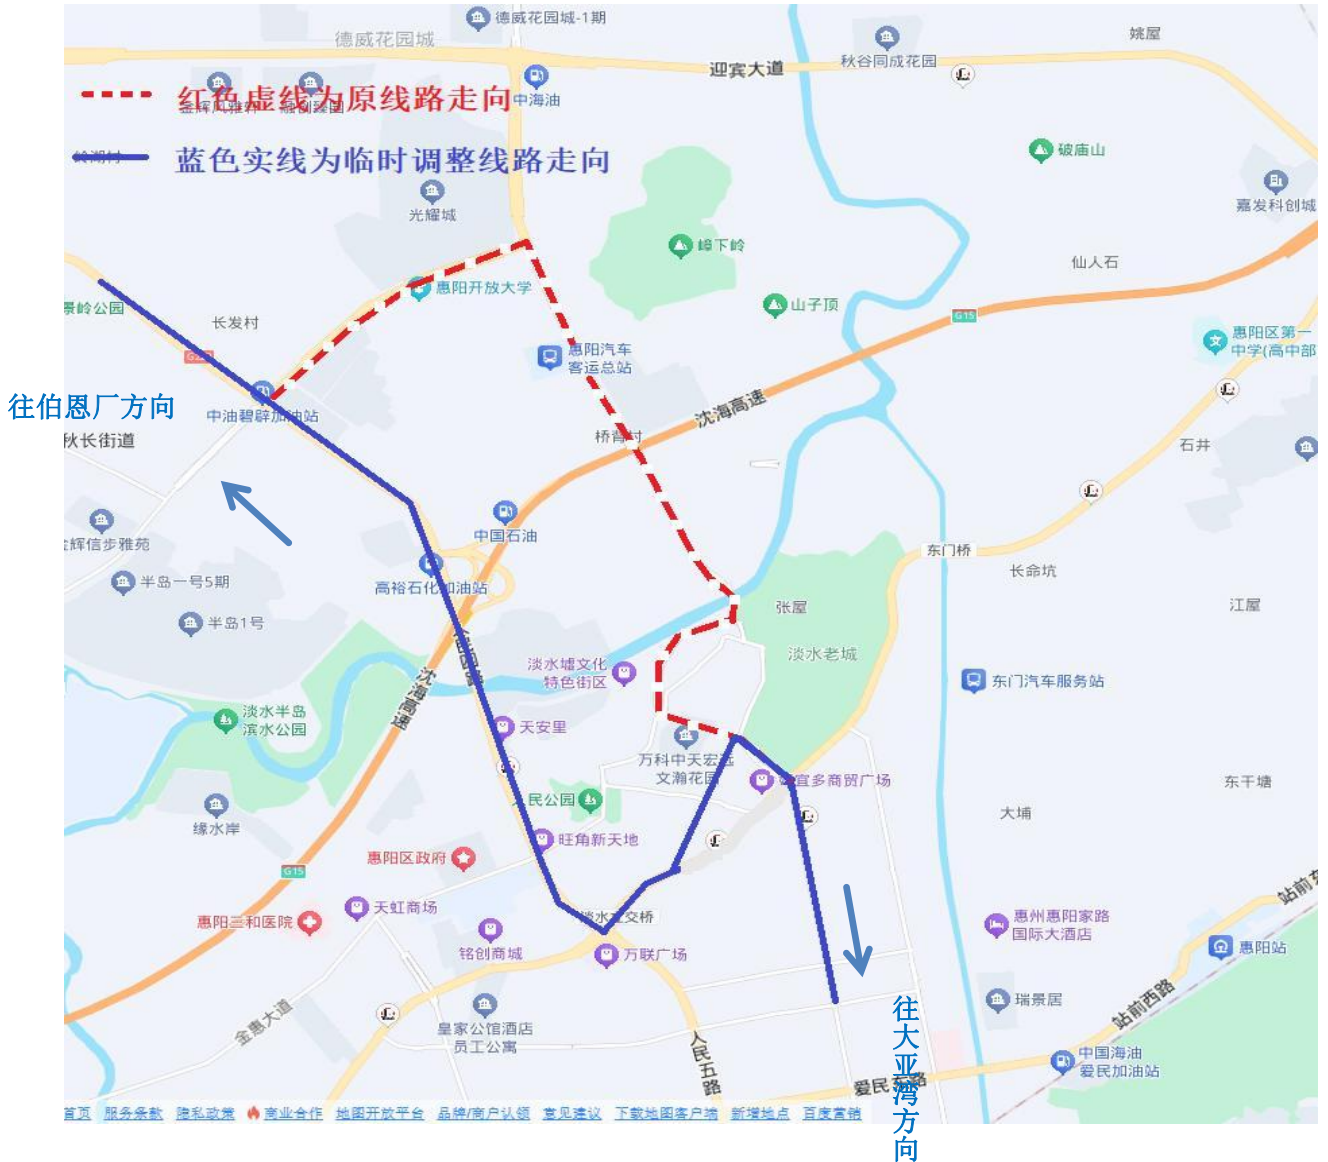 德威花园城-1期
德威花园城
姚屋
迎宾大道
秋谷同成花园
中海油
红色虚线为原线路走向
蓝色实线为临时调整线路走向
破庙山
嘉发科创城
光耀城
嶂下岭
仙人石
惠阳开放大学
景岭公园
长发村
山子顶
G15
惠阳区第一
中学(高中部
惠阳汽车
客运总站
往伯恩厂方向
中油碧辟加油站
沈海高速
秋长街道
桥背村
石井
中国石油
金辉信步雅苑
东门桥
半岛一号5期
高裕石化加油站
长命坑
半岛1号
张屋
江屋
淡水老城
淡水墟文化
特色街区
东门汽车服务站
沈海高速
淡水半岛
滨水公园
天安里
万科中天宏远
文瀚花园
宜多商贸广场
东干塘
人民公园
大埔
缘水岸
旺角新天地
惠阳区政府
G15
天虹商场
惠阳三和医院
淡水立交桥
惠州惠阳家路
国际大酒店
站前东
铭创商城
万联广场
惠阳站
瑞景居
站前西路
金惠大道
皇家公馆酒店
员工公寓
人民五路
中国海油
爱民加油站
爱民东路
往大亚湾方向
首页 服务条款 隐私政策 商业合作 地图开放平台 品牌/商户认领 意见建议 下载地图客户端 新增地点 百度营销